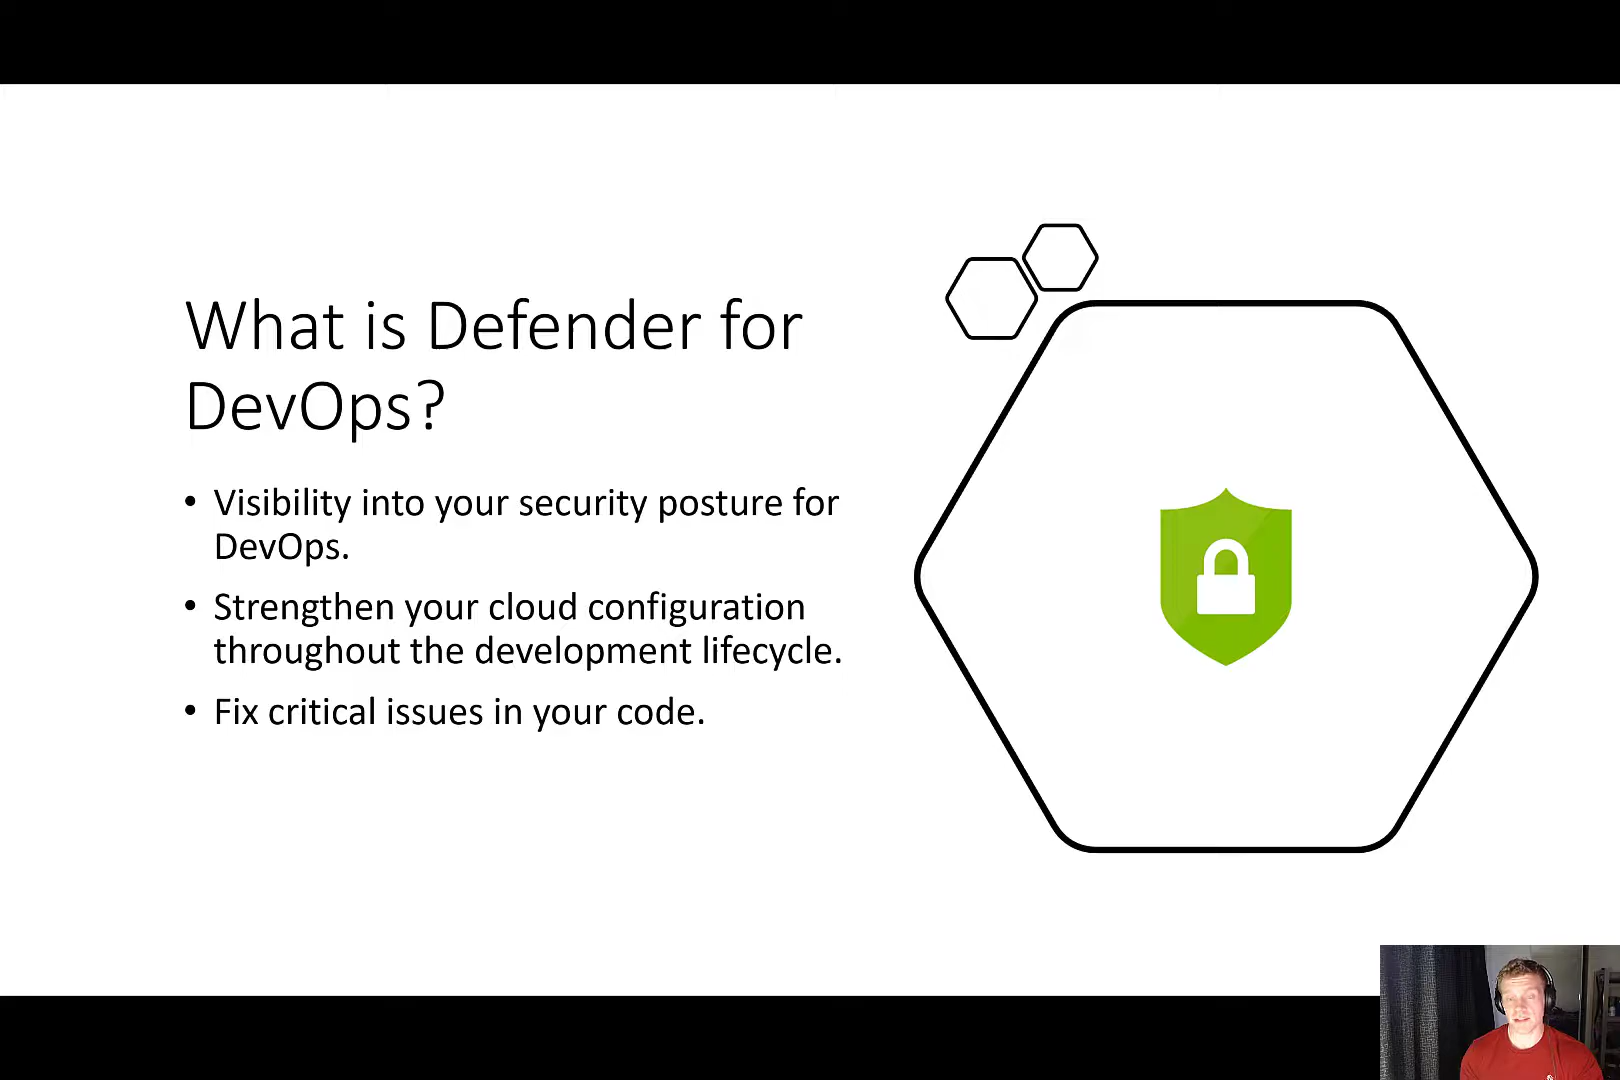 What is Defender for
DevOps?
• Visibility into your security posture for
DevOps.
• Strengthen your cloud configuration
throughout the development lifecycle.
• Fix critical issues in your code.